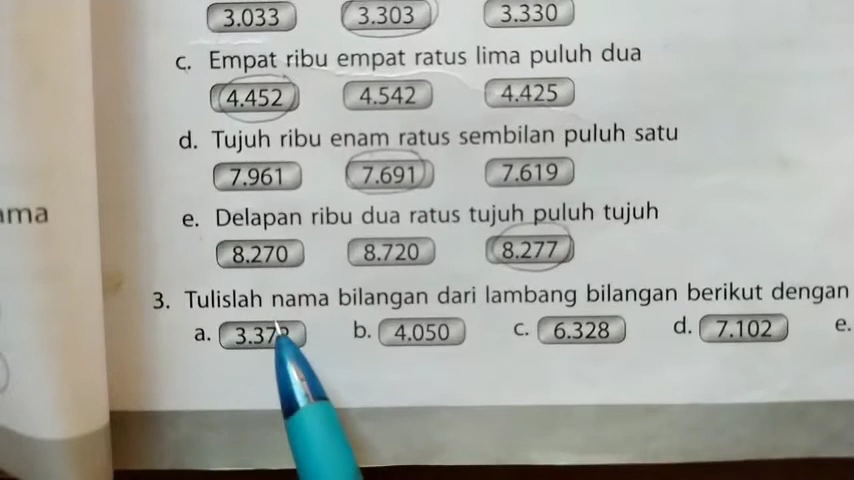 3.033 3.303 3.330
c. Empat ribu empat ratus lima puluh dua
4.452 4.542 4.425
d. Tujuh ribu enam ratus sembilan puluh satu
7.961 7.691 7.619
e. Delapan ribu dua ratus tujuh puluh tujuh
8.270 8.720 8.277
3. Tulislah nama bilangan dari lambang bilangan berikut dengan
a. b. 4.050 c. 6.328 d. 7.102 e.